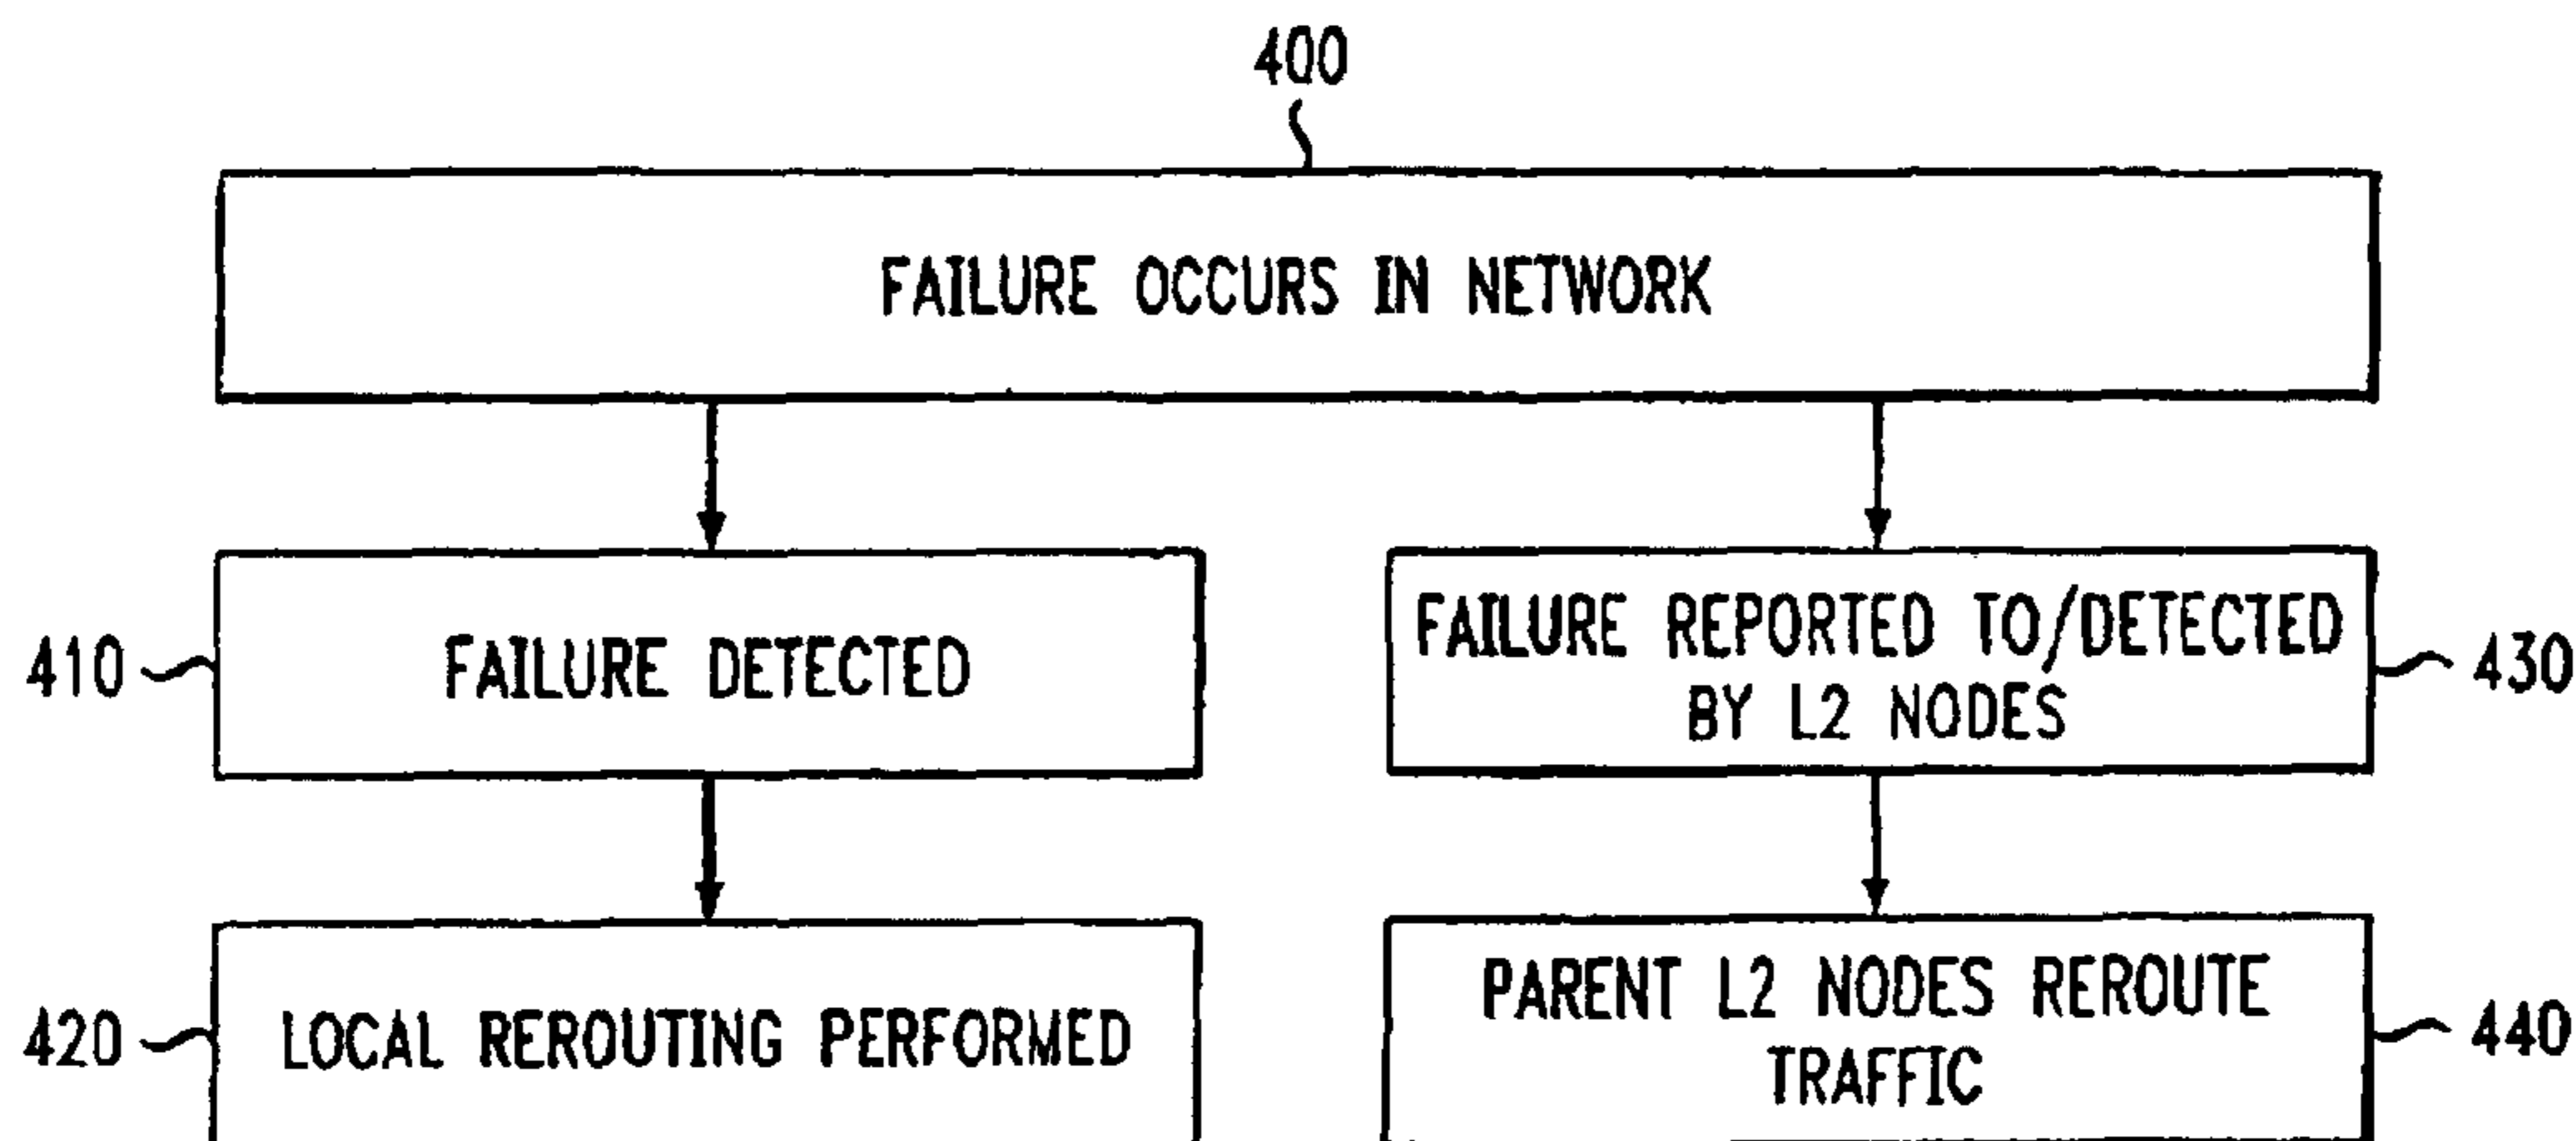 400
FAILURE OCCURS IN NETWORK
410
FAILURE DETECTED
FAILURE REPORTED TO/DETECTED
BY L2 NODES
430
420
LOCAL REROUTING PERFORMED
PARENT L2 NODES REROUTE
TRAFFIC
440